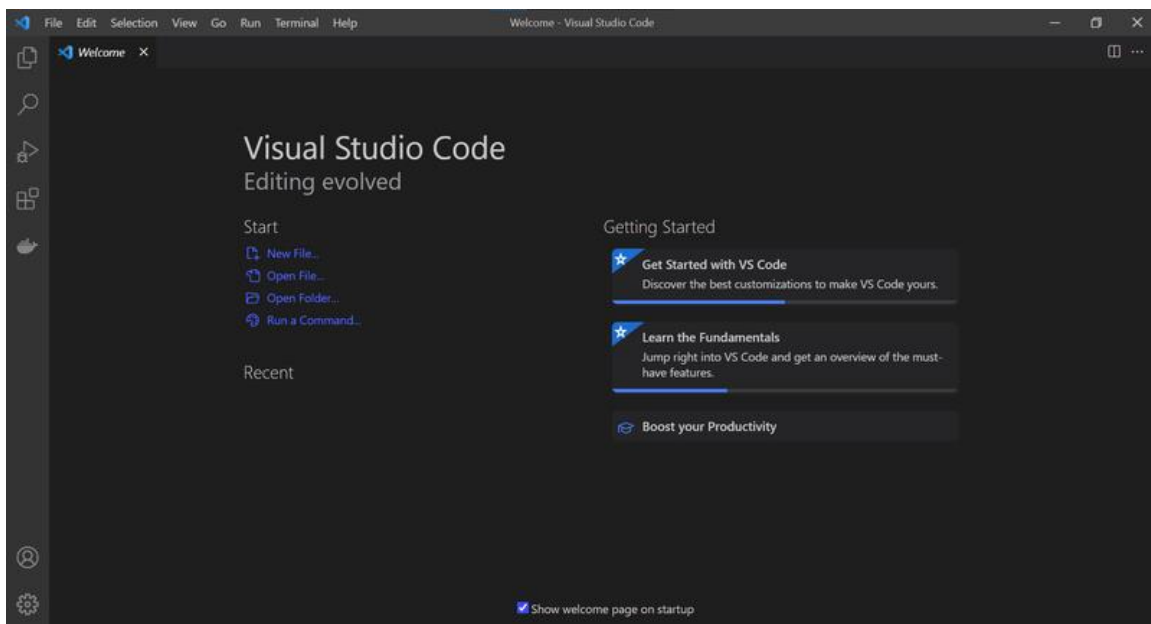 File Edit Selection View Go Run Terminal Help
Welcome - Visual Studio Code
Welcome
Visual Studio Code
Editing evolved
Start
New File...
Open File...
Open Folder...
Run a Command...
Recent
Getting Started
Get Started with VS Code
Discover the best customizations to make VS Code yours.
Learn the Fundamentals
Jump right into VS Code and get an overview of the must-
have features.
Boost your Productivity
Show welcome page on startup